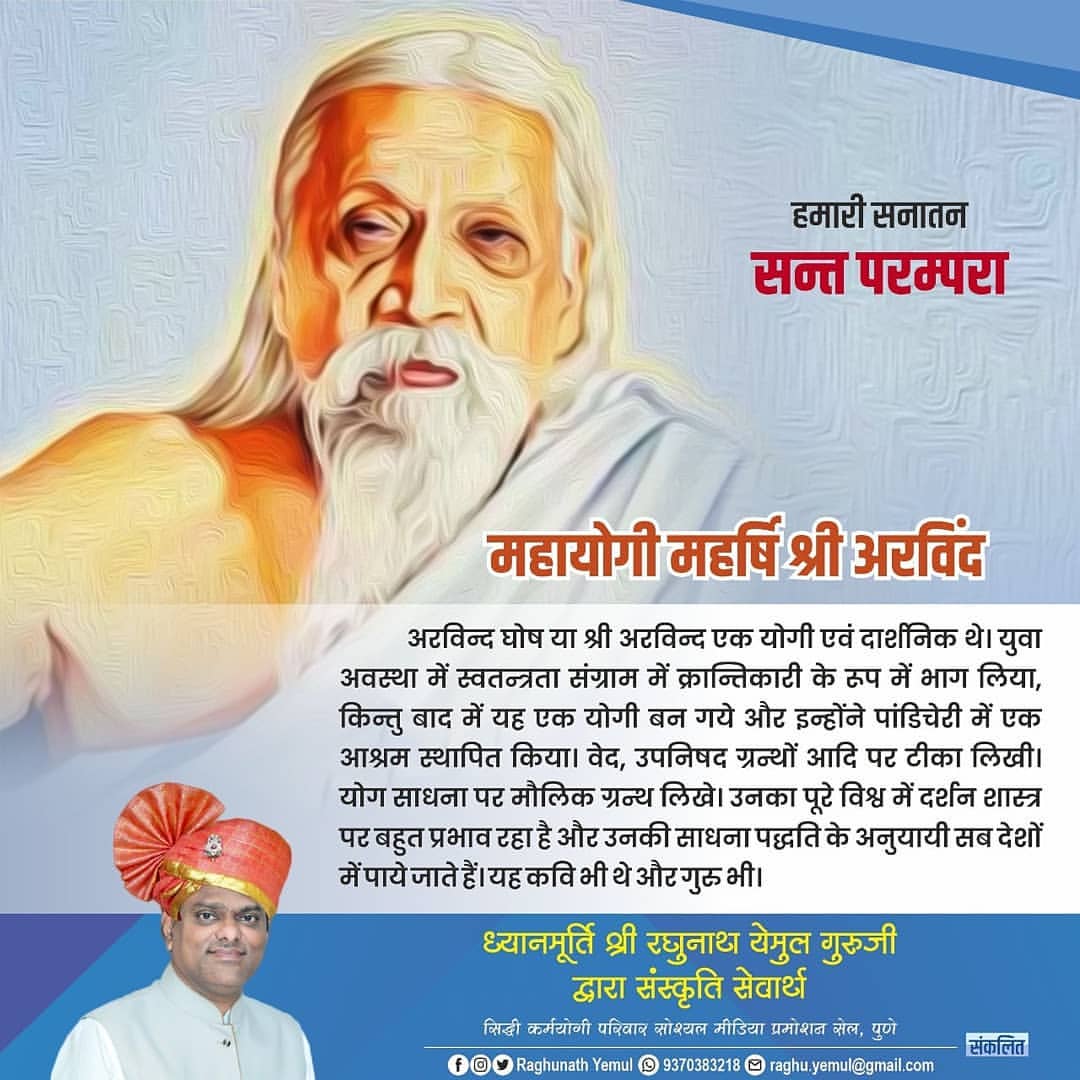 हमारी सनातन
सन्त परम्परा
महायोगी महर्षि श्री अरविंद
अरविन्द घोष या श्री अरविन्द एक योगी एवं दार्शनिक थे। युवा
अवस्था में स्वतन्त्रता संग्राम में क्रान्तिकारी के रूप में भाग लिया,
किन्तु बाद में यह एक योगी बन गये और इन्होंने पांडिचेरी में एक
आश्रम स्थापित किया। वेद, उपनिषद ग्रन्थों आदि पर टीका लिखी।
योग साधना पर मौलिक ग्रन्थ लिखे। उनका पूरे विश्व में दर्शन शास्त्र
पर बहुत प्रभाव रहा है और उनकी साधना पद्धति के अनुयायी सब देशों
में पाये जाते हैं। यह कवि भी थे और गुरु भी।
ध्यानमूर्ति श्री रघुनाथ येमुल गुरुजी
द्वारा संस्कृति सेवार्थ
सिद्धी कर्मयोगी परिवार सोश्यल मीडिया प्रमोशन सेल, पुणे
संकलित
Raghunath Yemul 9370383218 raghu.yemul@gmail.com